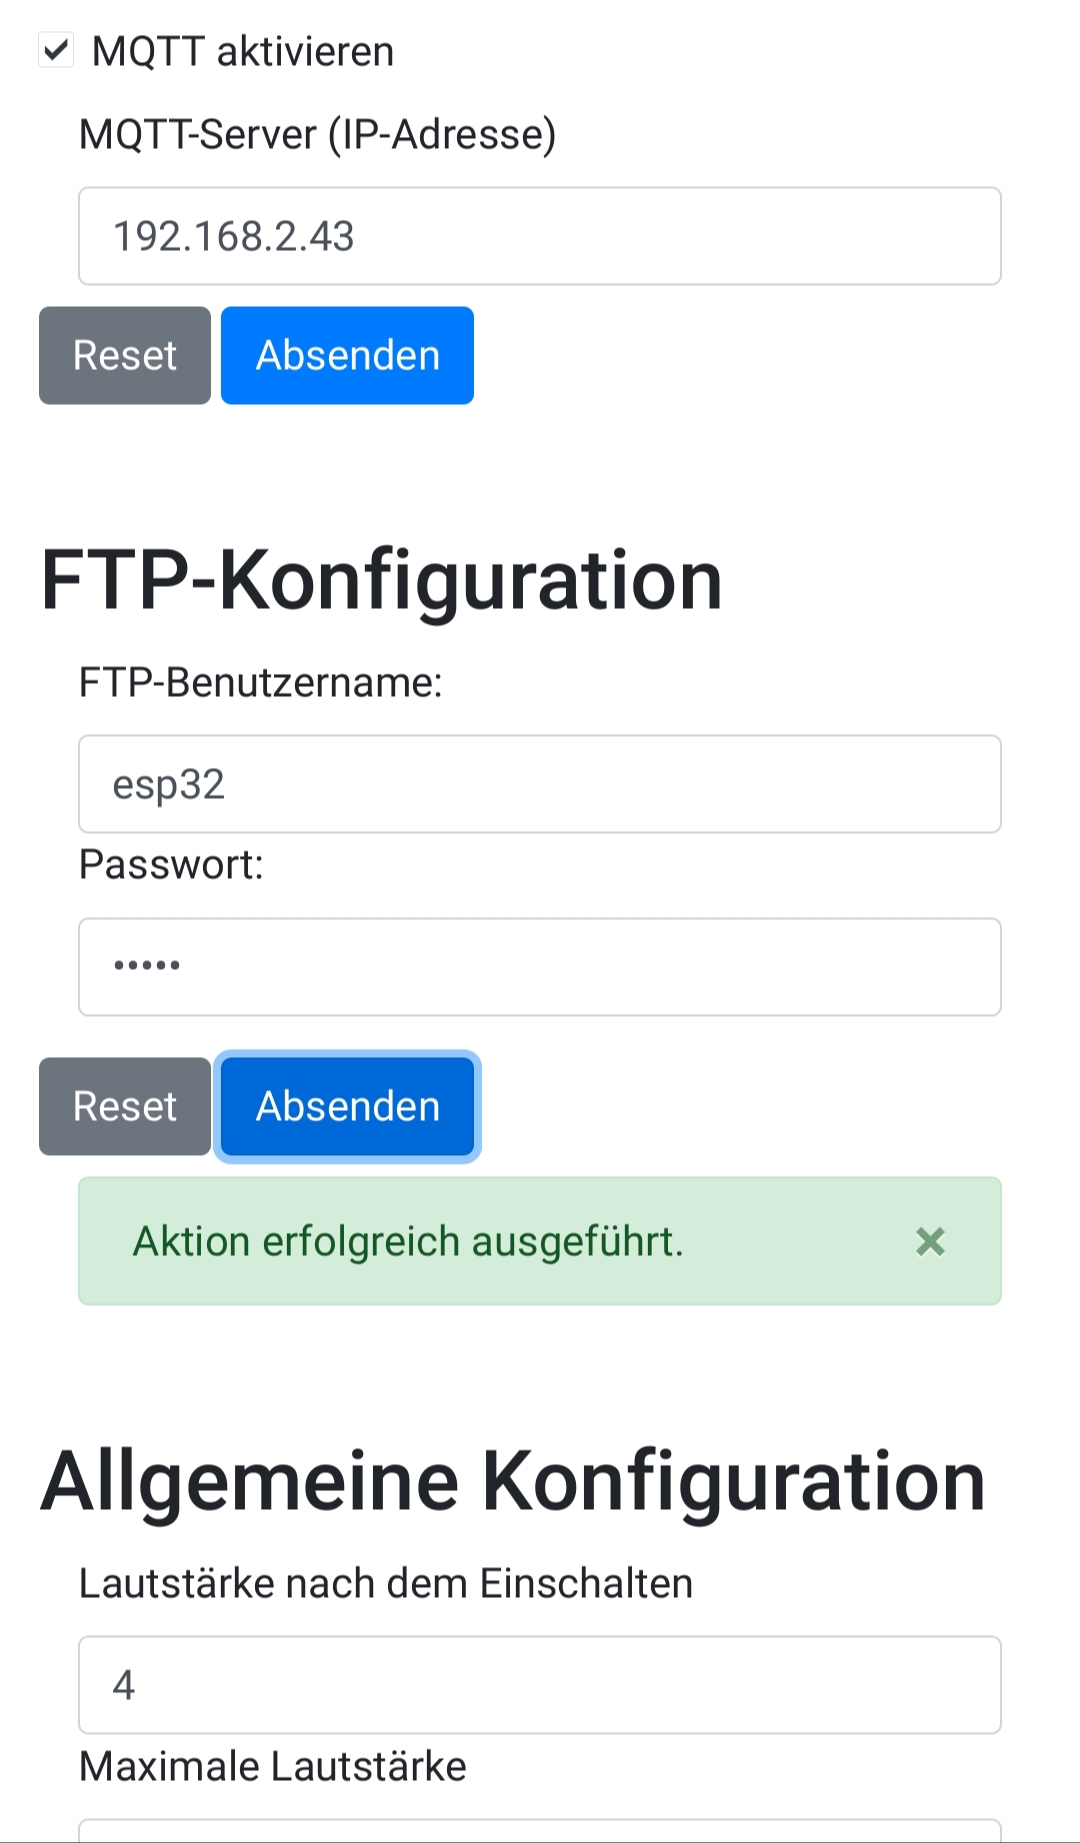 MQTT aktivieren
MQTT-Server (IP-Adresse)
192.168.2.43
Reset Absenden
FTP-Konfiguration
FTP-Benutzername:
esp32
Passwort:
•••••
Reset Absenden
Aktion erfolgreich ausgeführt. ×
Allgemeine Konfiguration
Lautstärke nach dem Einschalten
4
Maximale Lautstärke